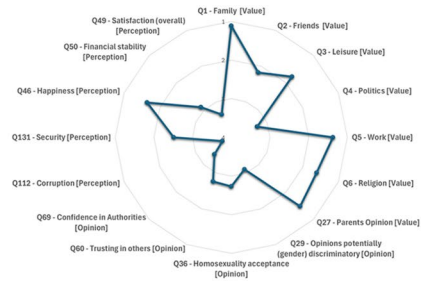 Q1 - Family [Value]
Q2 - Friends [Value]
Q3 - Leisure [Value]
Q4 - Politics [Value]
Q5 - Work [Value]
Q6 - Religion [Value]
Q27 - Parents Opinion [Value]
Q29 - Opinions potentially
(gender) discriminatory [Opinion]
Q36 - Homosexuality acceptance
[Opinion]
Q60 - Trusting in others [Opinion]
Q69 - Confidence in Authorities
[Opinion]
Q112 - Corruption [Perception]
Q131 - Security [Perception]
Q46 - Happiness [Perception]
Q50 - Financial stability
[Perception]
Q49 - Satisfaction (overall)
[Perception]
1
2